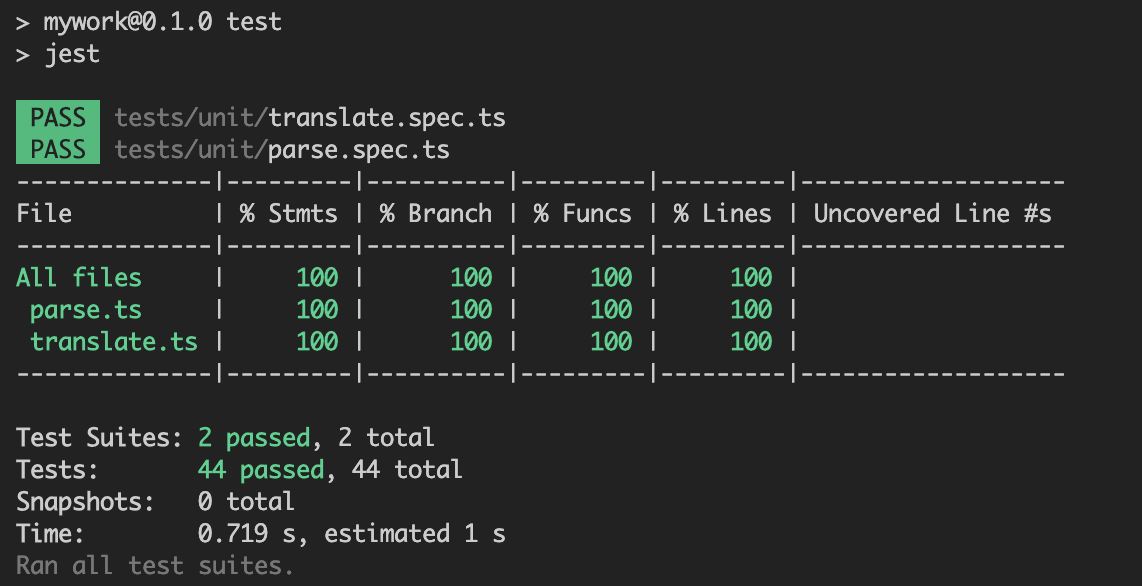 > mywork@0.1.0 test
> jest
PASS tests/unit/translate.spec.ts
PASS tests/unit/parse.spec.ts
--------------|---------|----------|---------|---------|-------------------
File          | % Stmts | % Branch | % Funcs | % Lines | Uncovered Line #s
--------------|---------|----------|---------|---------|-------------------
All files     |     100 |      100 |     100 |     100 |
 parse.ts     |     100 |      100 |     100 |     100 |
 translate.ts |     100 |      100 |     100 |     100 |
--------------|---------|----------|---------|---------|-------------------
Test Suites: 2 passed, 2 total
Tests:       44 passed, 44 total
Snapshots:   0 total
Time:        0.719 s, estimated 1 s
Ran all test suites.